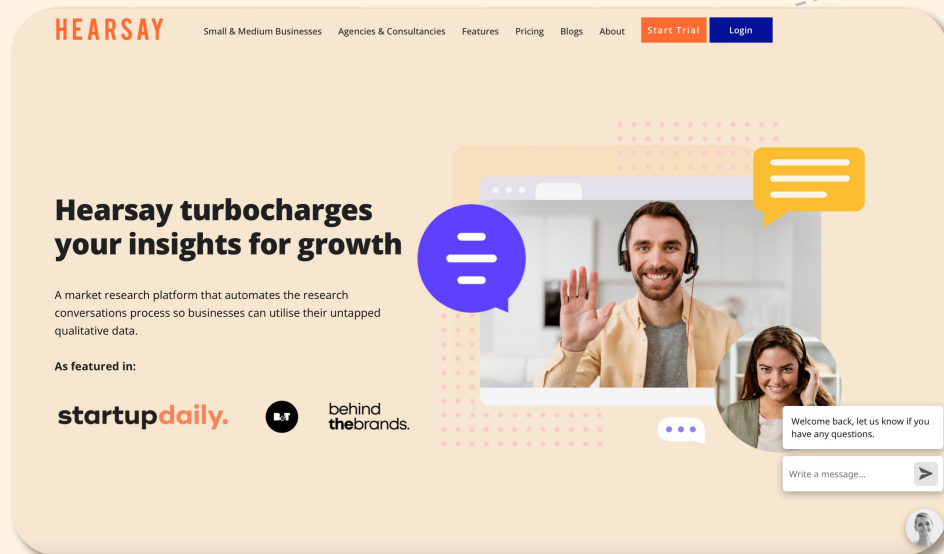 HEARSAY
Small & Medium Businesses
Agencies & Consultancies
Features
Pricing
Blogs
About
Start Trial
Login
Hearsay turbocharges
your insights for growth
A market research platform that automates the research
conversations process so businesses can utilise their untapped
qualitative data.
As featured in:
startupdaily.
B&T
behind
thebrands.
Welcome back, let us know if you
have any questions.
Write a message...